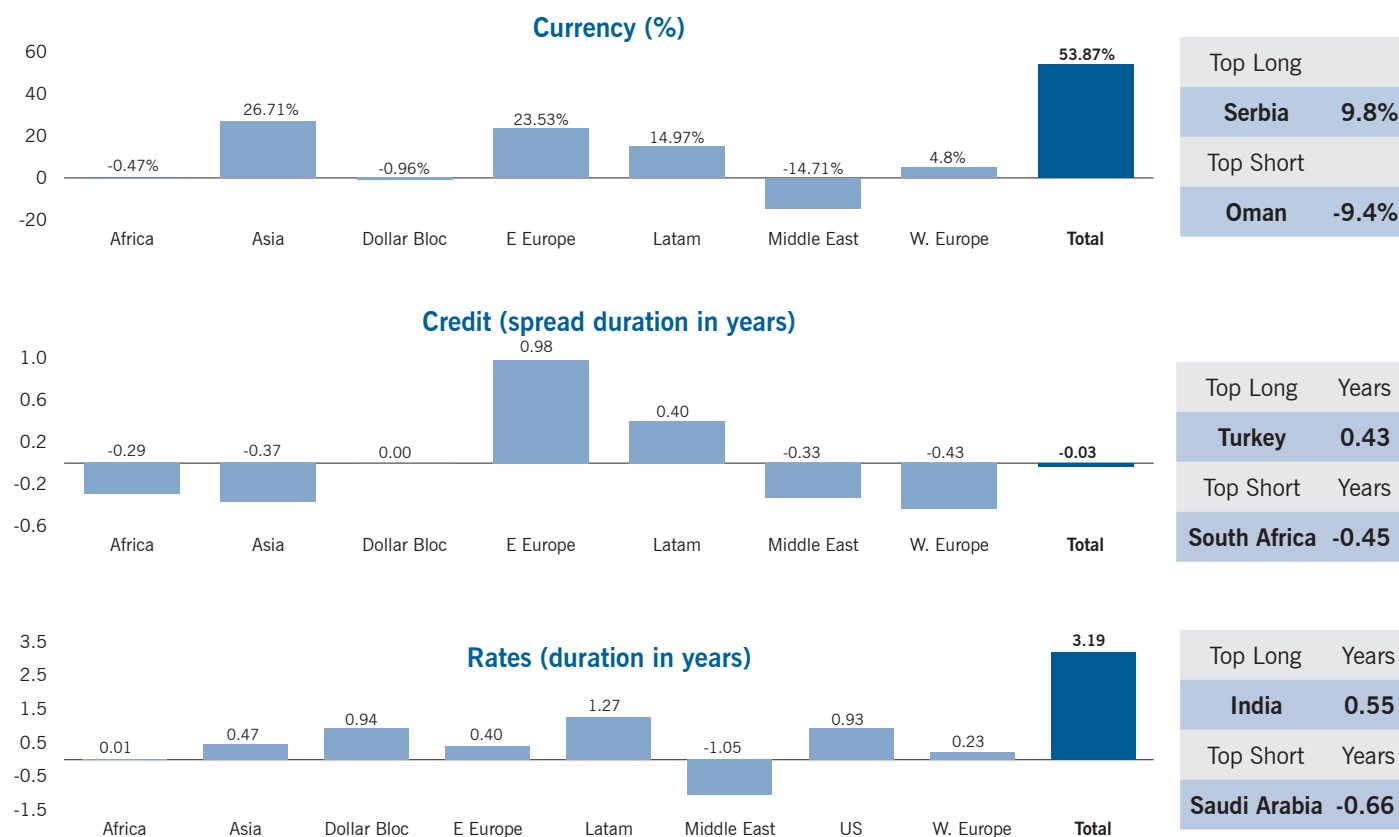 Currency (%)
60
40
20
0
-20
-0.47%
26.71%
-0.96%
23.53%
14.97%
-14.71%
4.8%
53.87%
Africa
Asia
Dollar Bloc
E Europe
Latam
Middle East
W. Europe
Total
Top Long
Serbia 9.8%
Top Short
Oman -9.4%
Credit (spread duration in years)
1.0
0.6
0.2
-0.2
-0.6
-0.29
-0.37
0.00
0.98
0.40
-0.33
-0.43
-0.03
Africa
Asia
Dollar Bloc
E Europe
Latam
Middle East
W. Europe
Total
Top Long Years
Turkey 0.43
Top Short Years
South Africa -0.45
Rates (duration in years)
3.5
2.5
1.5
0.5
-0.5
-1.5
0.01
0.47
0.94
0.40
1.27
-1.05
0.93
0.23
3.19
Africa
Asia
Dollar Bloc
E Europe
Latam
Middle East
US
W. Europe
Total
Top Long Years
India 0.55
Top Short Years
Saudi Arabia -0.66